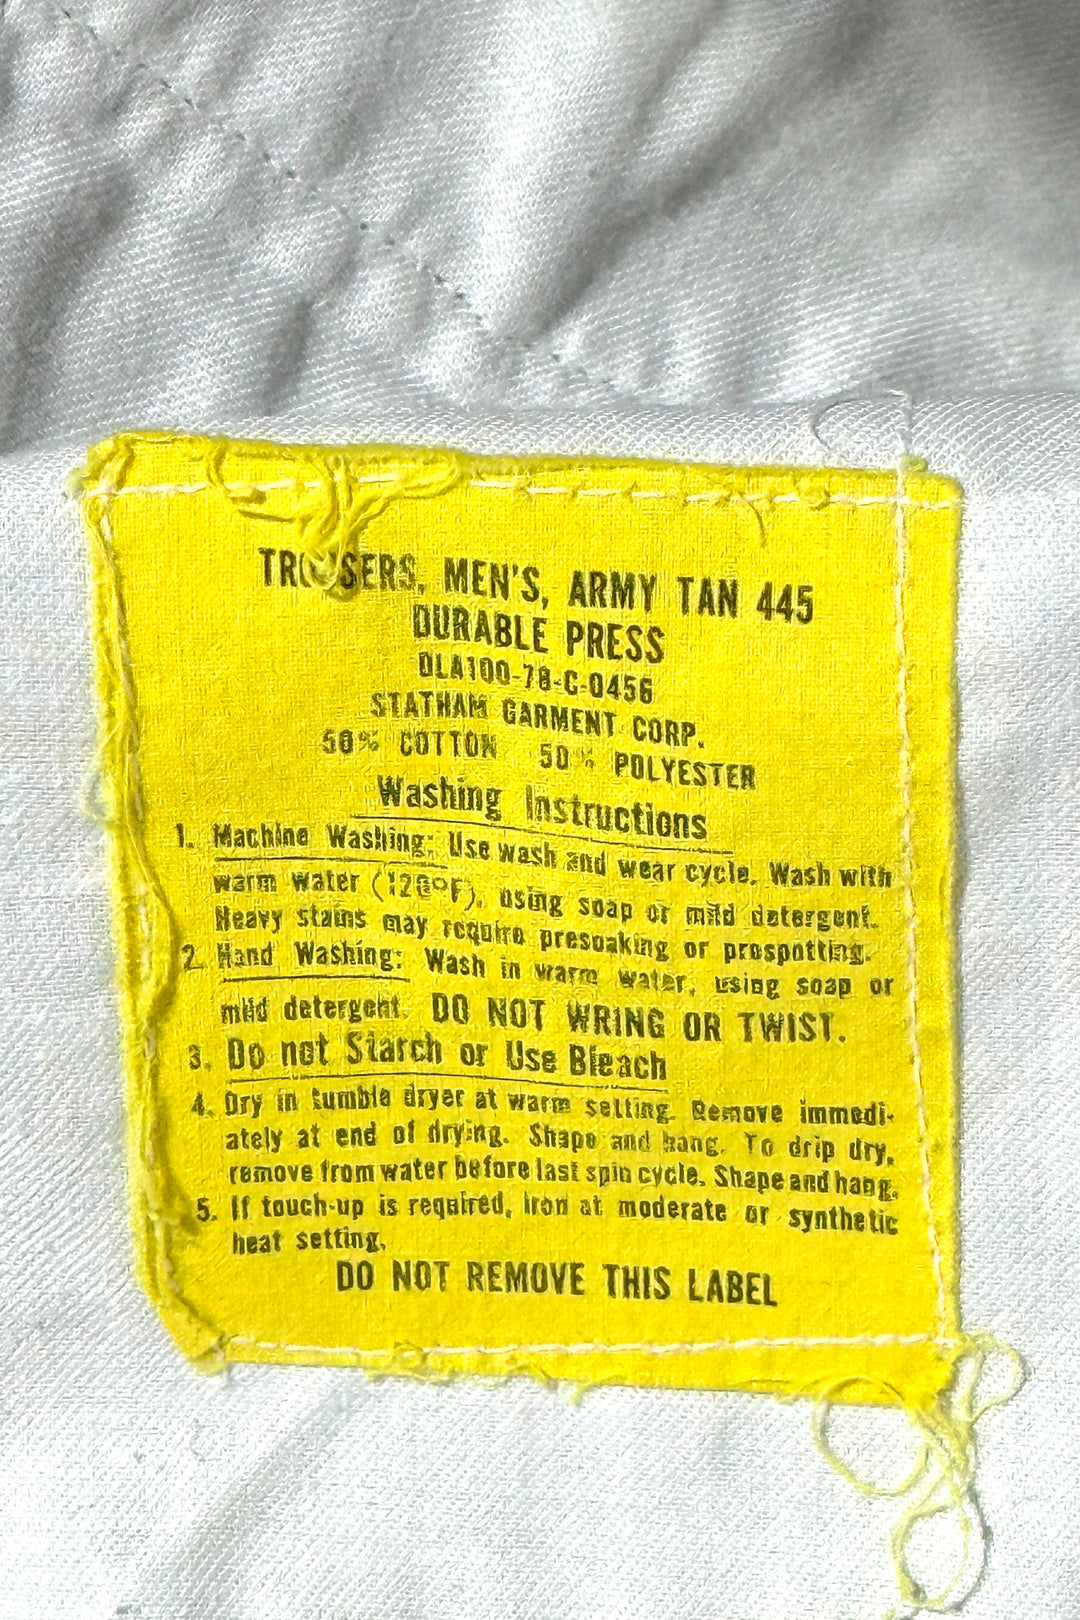 TROUSERS, MEN'S, ARMY TAN 445
DURABLE PRESS
DLA100-78-C-0456
STATHAM GARMENT CORP.
50% COTTON 50% POLYESTER
Washing Instructions
1. Machine Washing: Use wash and wear cycle. Wash with
warm water (120°F), using soap or mild detergent.
Heavy stains may require presoaking or prespotting.
2. Hand Washing: Wash in warm water, using soap or
mild detergent. DO NOT WRING OR TWIST.
3. Do not Starch or Use Bleach
4. Dry in tumble dryer at warm setting. Remove immedi-
ately at end of drying. Shape and hang. To drip dry,
remove from water before last spin cycle. Shape and hang.
5. If touch-up is required, iron at moderate or synthetic
heat setting.
DO NOT REMOVE THIS LABEL